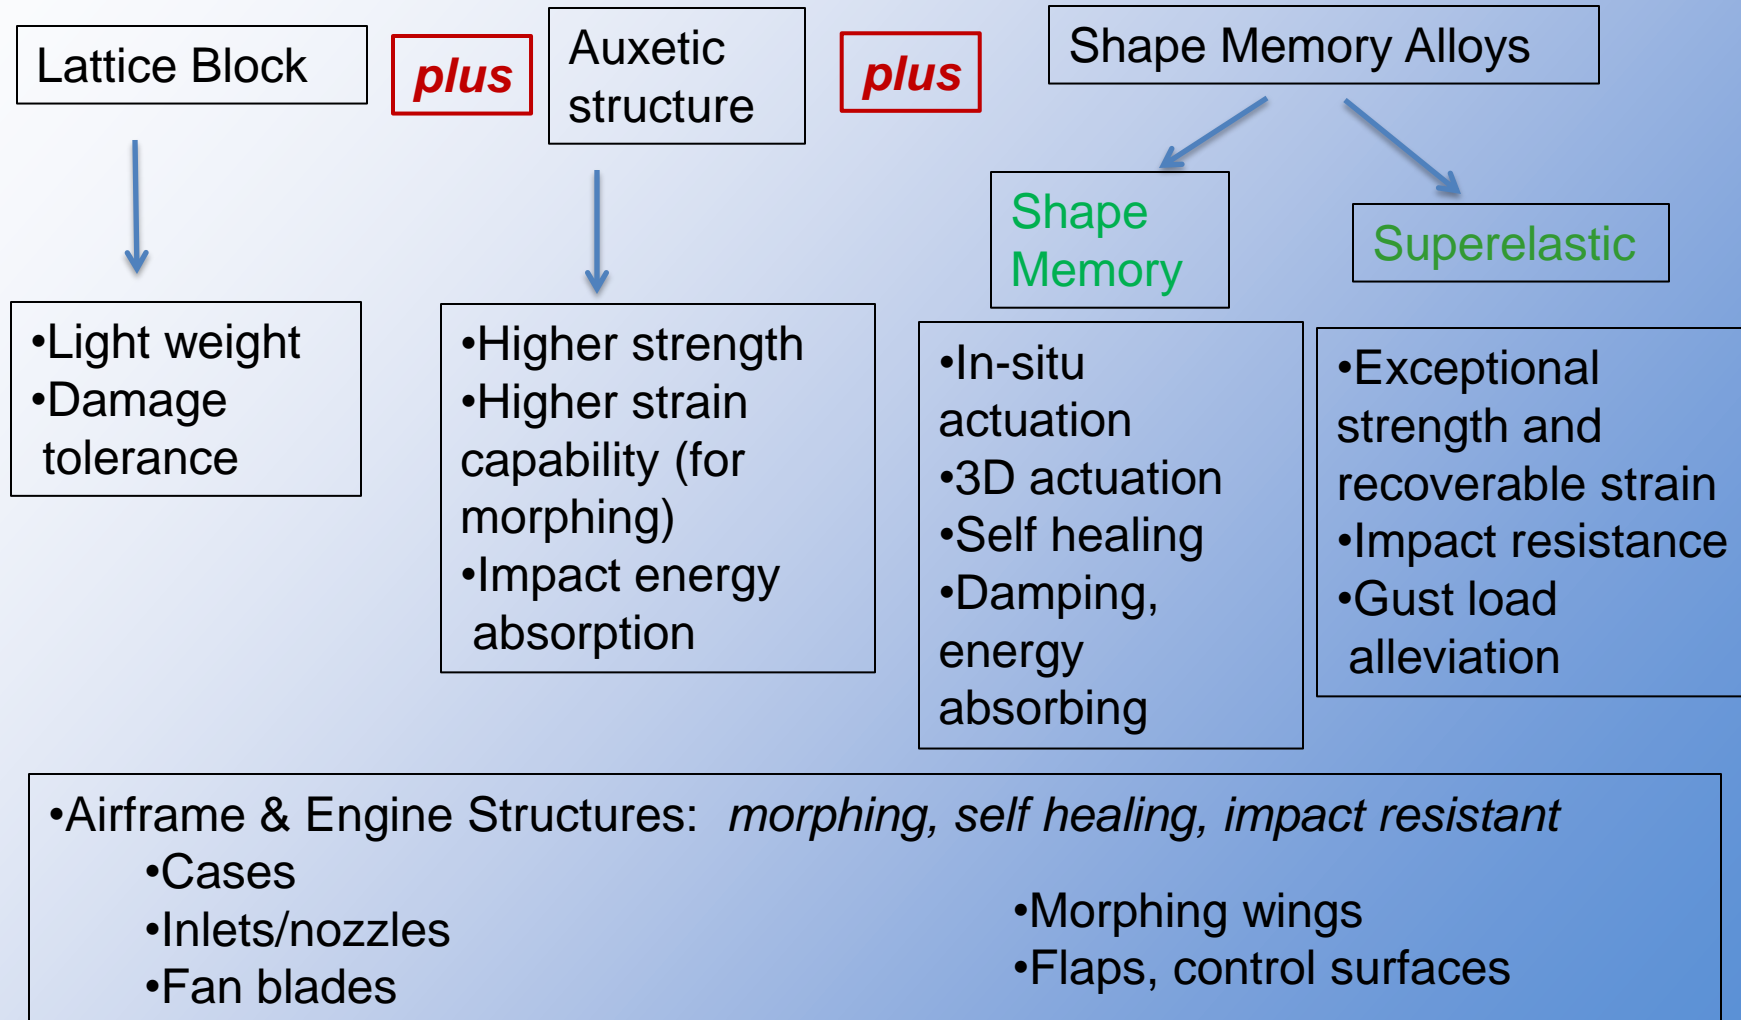 Lattice Block
plus
Auxetic
structure
plus
Shape Memory Alloys
•Light weight
•Damage
tolerance
•Higher strength
•Higher strain
capability (for
morphing)
•Impact energy
absorption
Shape
Memory
•In-situ
actuation
•3D actuation
•Self healing
•Damping,
energy
absorbing
Superelastic
•Exceptional
strength and
recoverable strain
•Impact resistance
•Gust load
alleviation
•Airframe & Engine Structures: morphing, self healing, impact resistant
•Cases
•Inlets/nozzles
•Fan blades
•Morphing wings
•Flaps, control surfaces